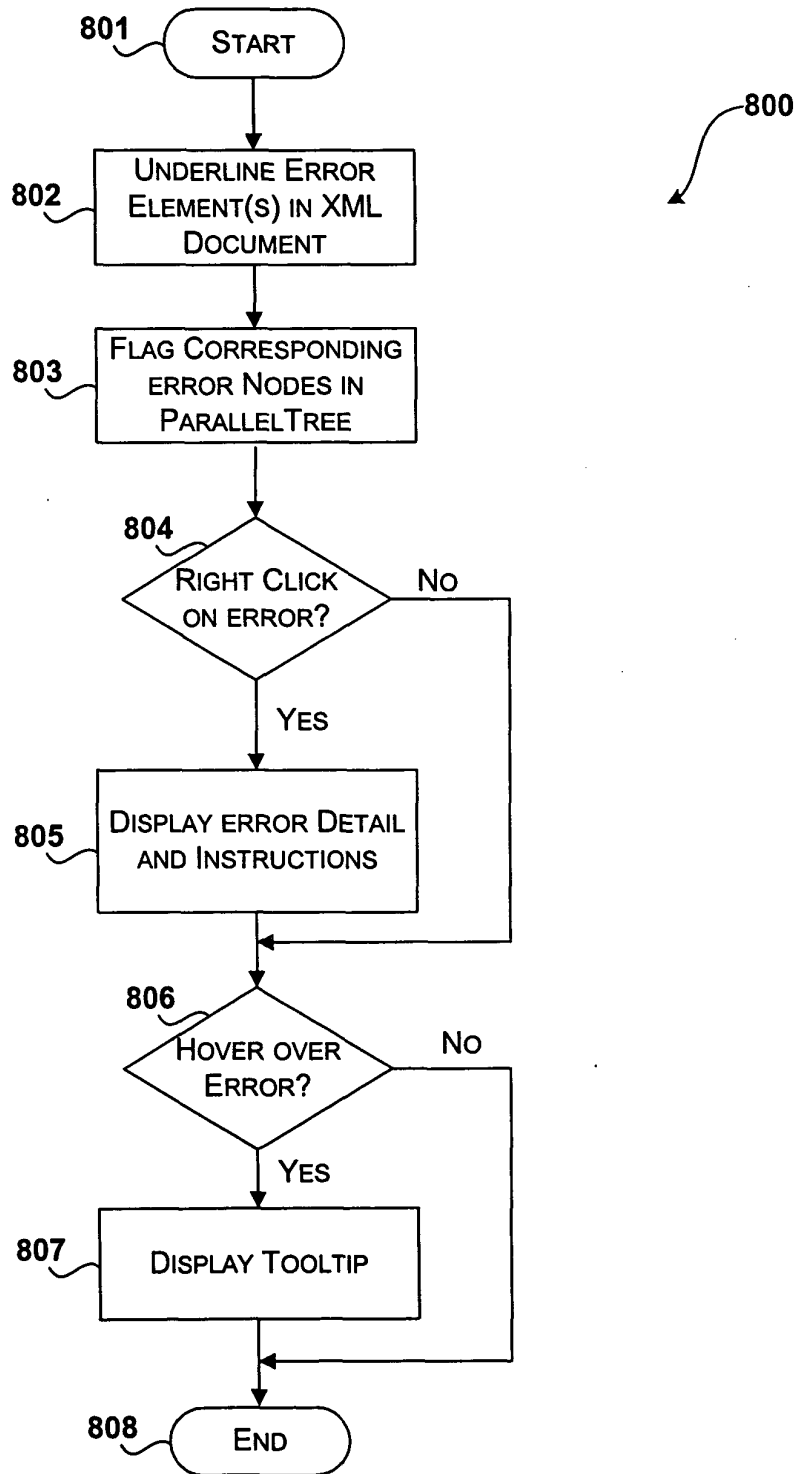 801
START
800
802
UNDERLINE ERROR
ELEMENT(S) IN XML
DOCUMENT
803
FLAG CORRESPONDING
ERROR NODES IN
PARALLELTREE
804
RIGHT CLICK
ON ERROR?
NO
YES
805
DISPLAY ERROR DETAIL
AND INSTRUCTIONS
806
HOVER OVER
ERROR?
NO
YES
807
DISPLAY TOOLTIP
808
END